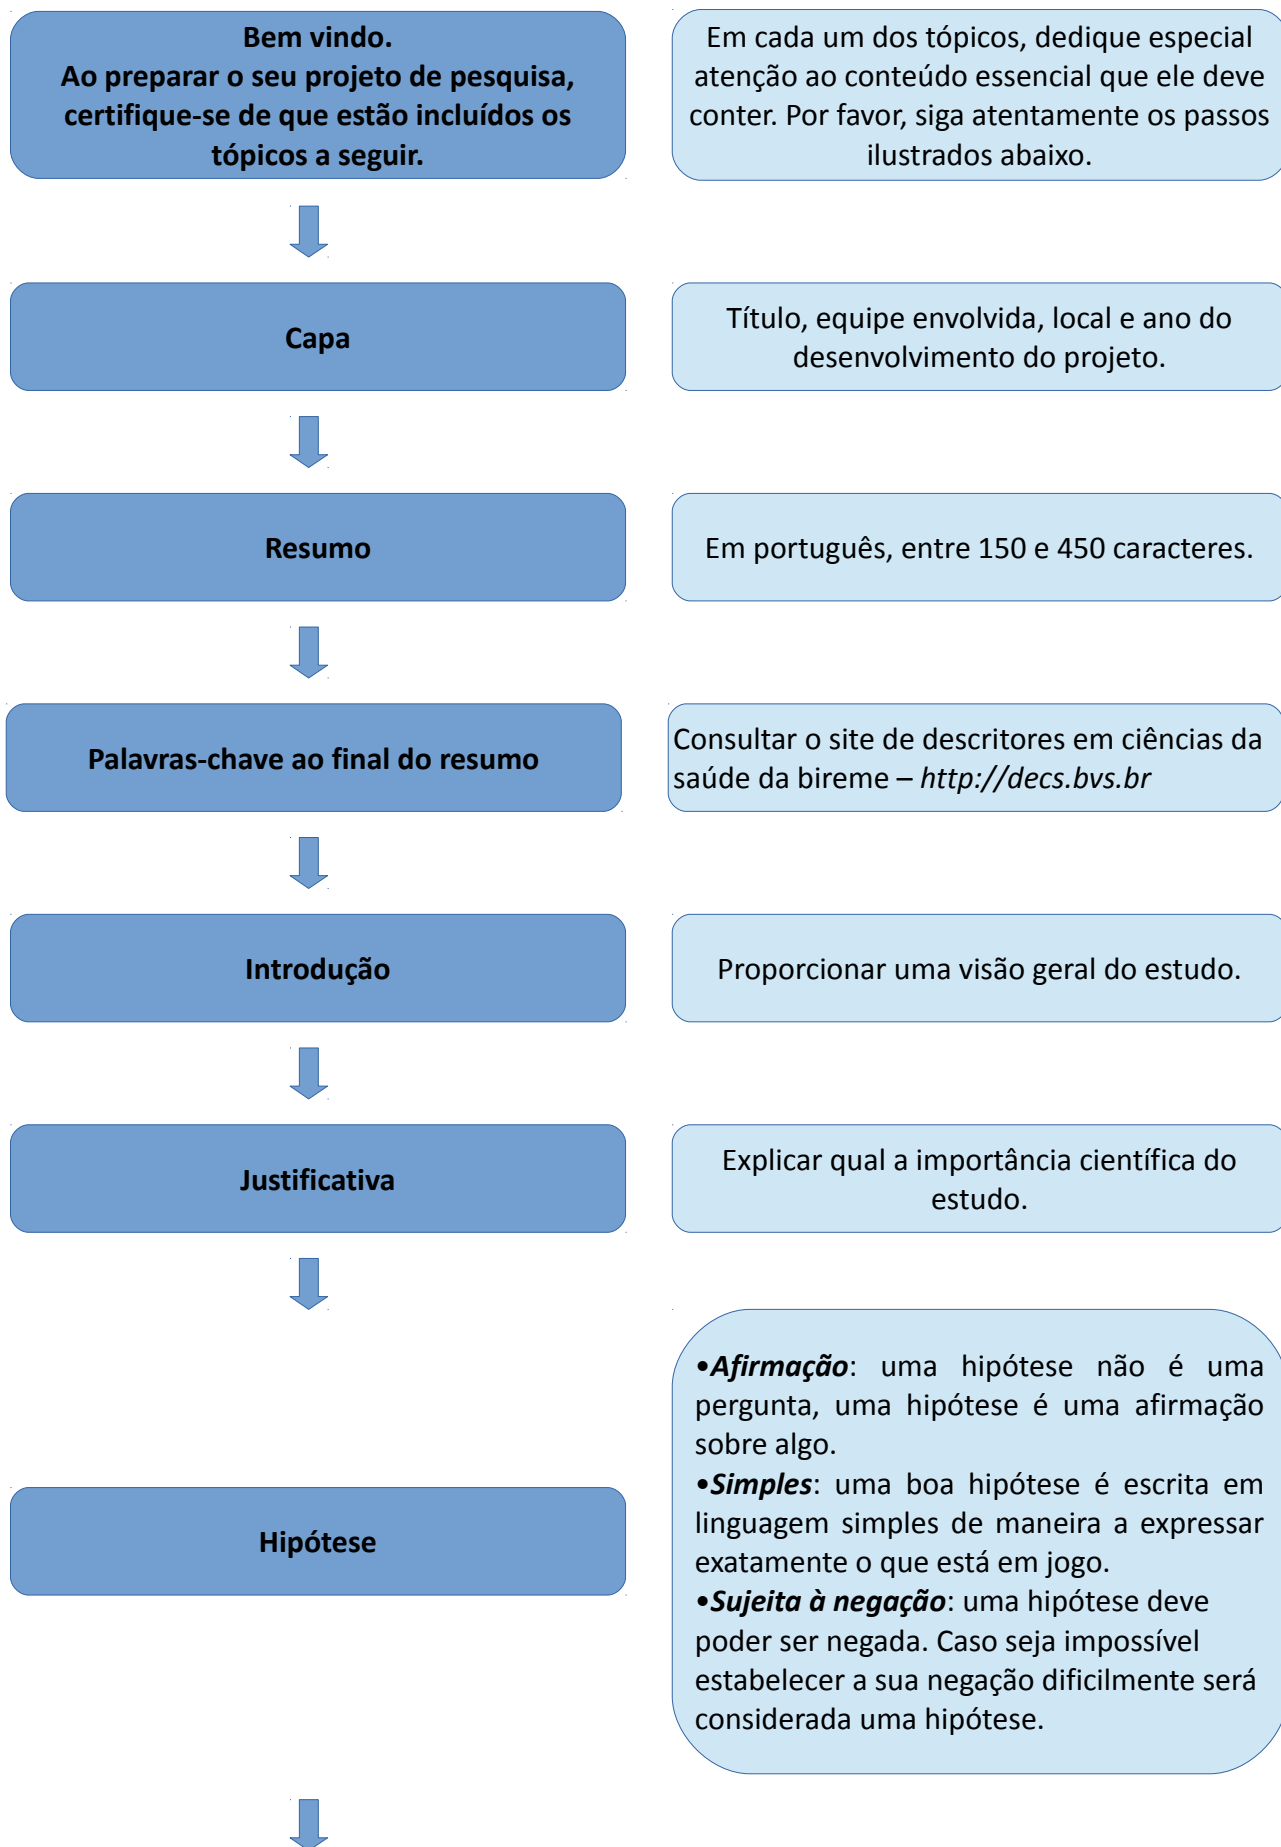 Bem vindo.
Ao preparar o seu projeto de pesquisa,
certifique-se de que estão incluídos os
tópicos a seguir.
Em cada um dos tópicos, dedique especial
atenção ao conteúdo essencial que ele deve
conter. Por favor, siga atentamente os passos
ilustrados abaixo.
Capa
Título, equipe envolvida, local e ano do
desenvolvimento do projeto.
Resumo
Em português, entre 150 e 450 caracteres.
Palavras-chave ao final do resumo
Consultar o site de descritores em ciências da
saúde da bireme – http://decs.bvs.br
Introdução
Proporcionar uma visão geral do estudo.
Justificativa
Explicar qual a importância científica do
estudo.
Hipótese
•Afirmação: uma hipótese não é uma
pergunta, uma hipótese é uma afirmação
sobre algo.
•Simples: uma boa hipótese é escrita em
linguagem simples de maneira a expressar
exatamente o que está em jogo.
•Sujeita à negação: uma hipótese deve
poder ser negada. Caso seja impossível
estabelecer a sua negação dificilmente será
considerada uma hipótese.